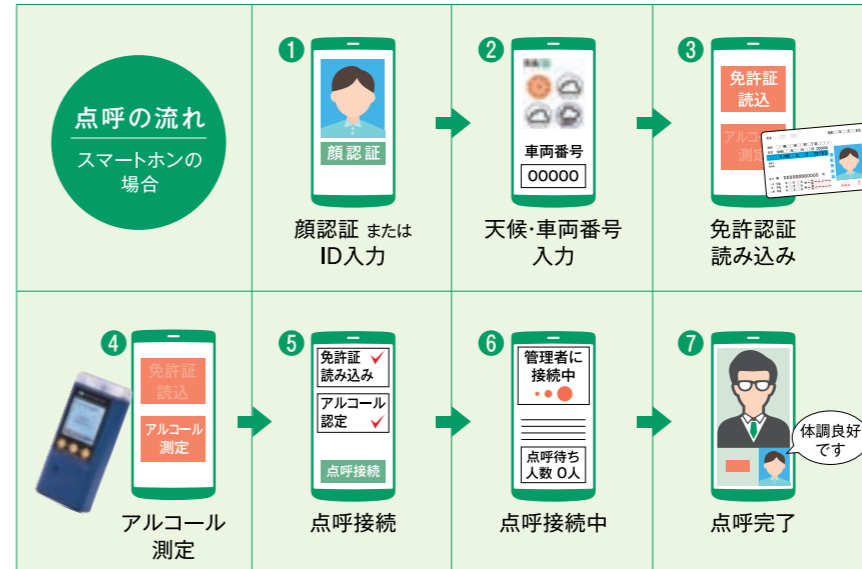 点呼の流れ
スマートホンの
場合
1
顔認証
顔認証 または
ID入力
2
車両番号
00000
天候・車両番号
入力
3
免許証
読込
アルコール
測定
免許認証
読み込み
4
免許証
読込
アルコール
測定
アルコール
測定
5
免許証
読み込み
アルコール
認定
点呼接続
点呼接続
6
管理者に
接続中
点呼待ち
人数 0人
点呼接続中
7
体調良好
です
点呼完了